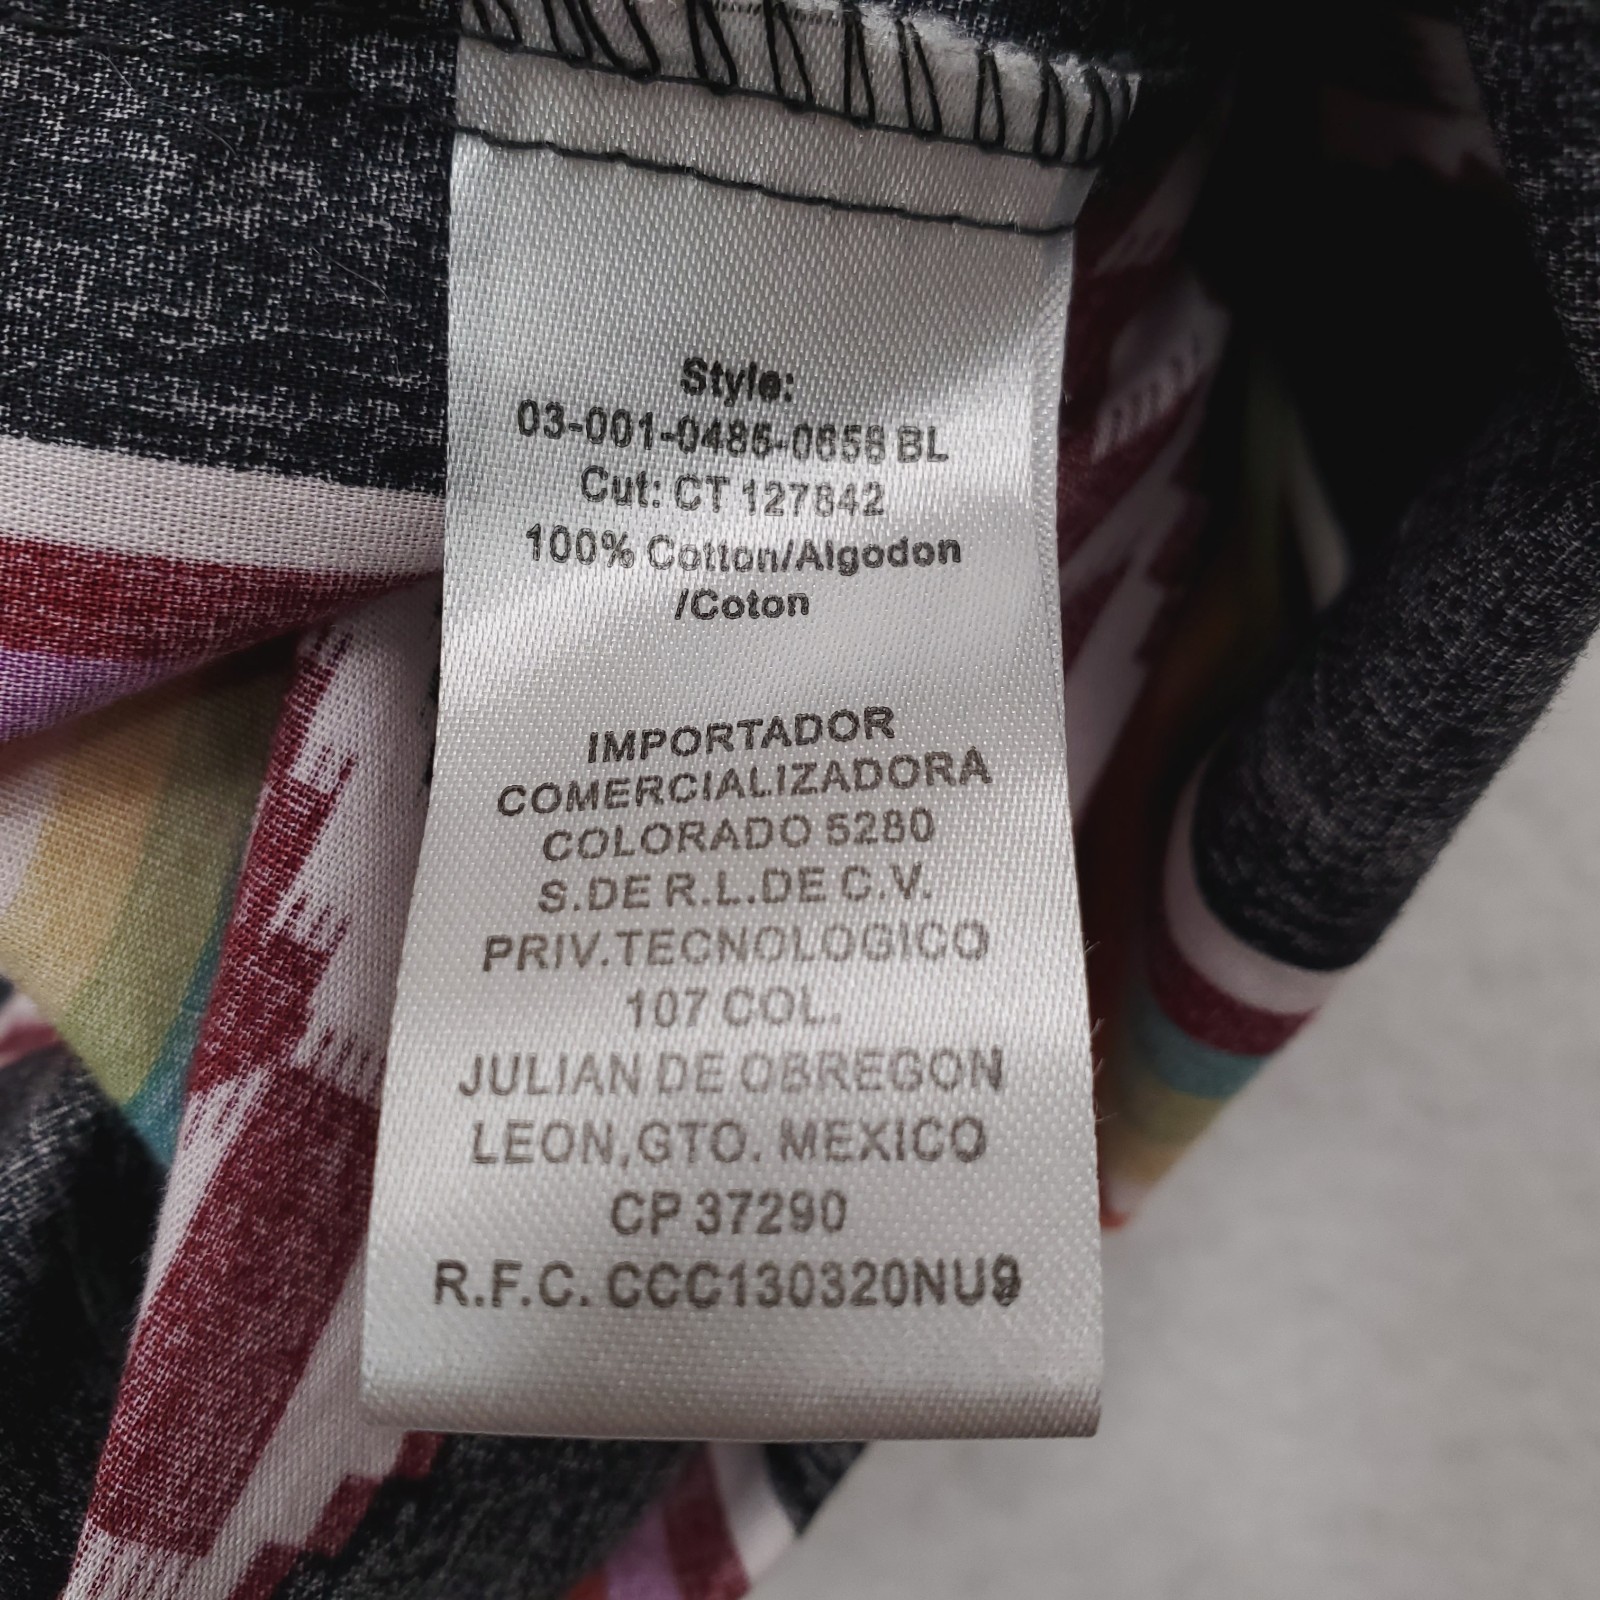 Style:
03-001-0485-0658 BL
Cut: CT 127842
100% Cotton/Algodon
/Coton
IMPORTADOR
COMERCIALIZADORA
COLORADO 5280
S.DE R.L.DE C.V.
PRIV.TECNOLOGICO
107 COL.
JULIAN DE OBREGON
LEON,GTO. MEXICO
CP 37290
R.F.C. CCC130320NU9